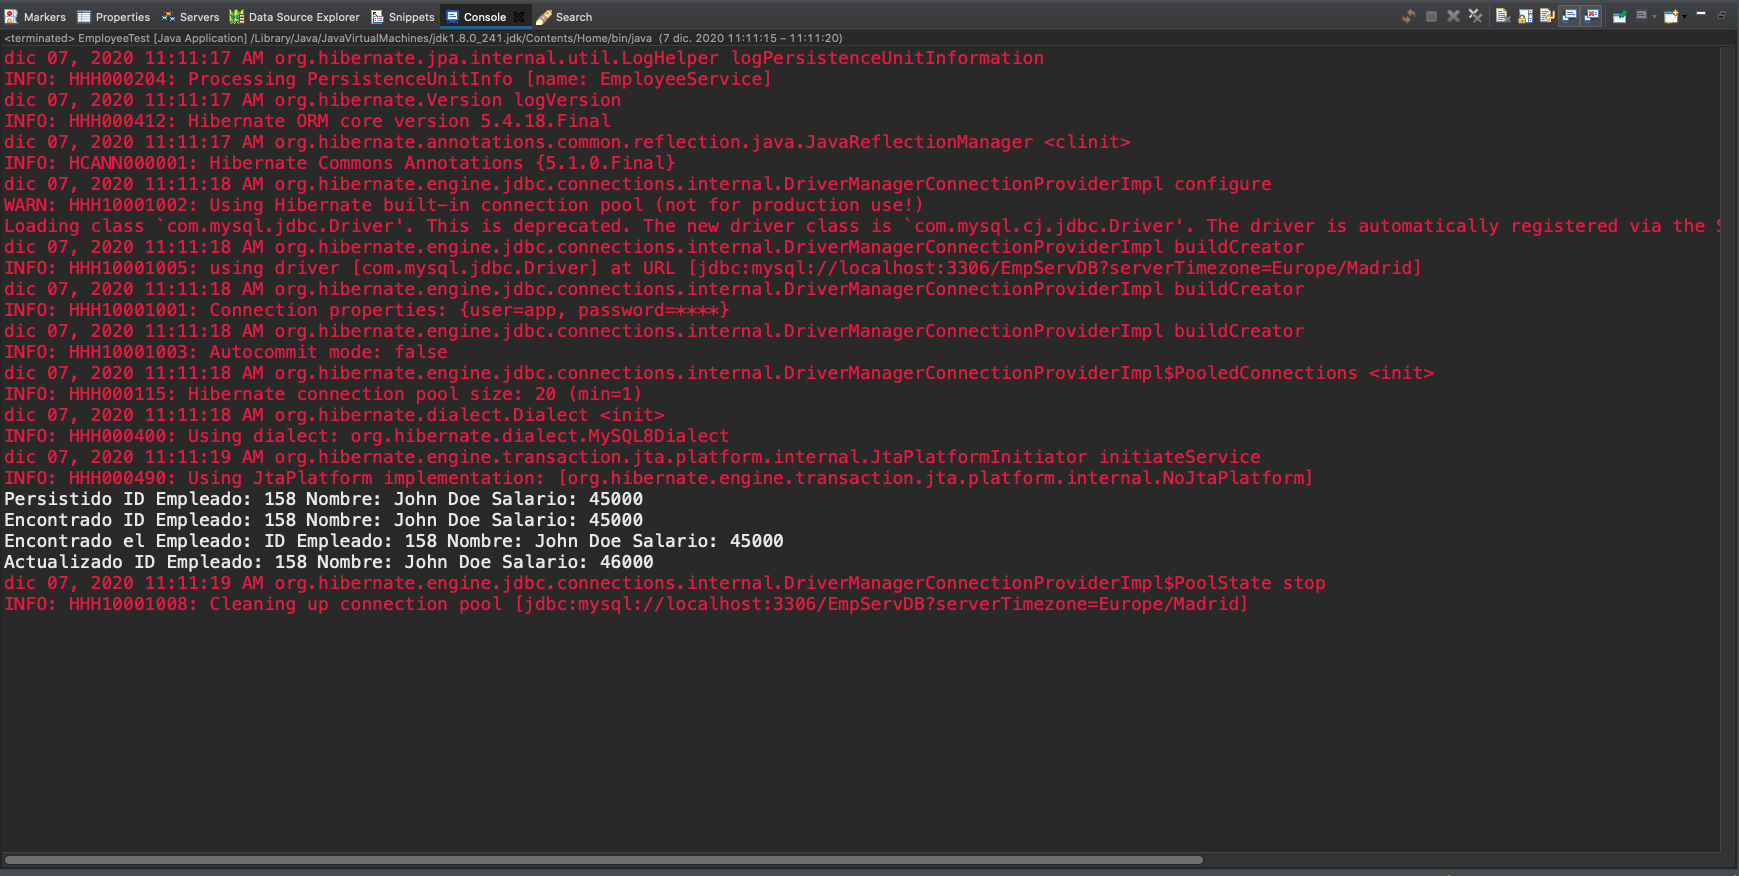 Markers Properties Servers Data Source Explorer Snippets Console Search
<terminated> EmployeeTest [Java Application] /Library/Java/JavaVirtualMachines/jdk1.8.0_241.jdk/Contents/Home/bin/java (7 dic. 2020 11:11:15 – 11:11:20)
dic 07, 2020 11:11:17 AM org.hibernate.jpa.internal.util.LogHelper logPersistenceUnitInformation
INFO: HHH000204: Processing PersistenceUnitInfo [name: EmployeeService]
dic 07, 2020 11:11:17 AM org.hibernate.Version logVersion
INFO: HHH000412: Hibernate ORM core version 5.4.18.Final
dic 07, 2020 11:11:17 AM org.hibernate.annotations.common.reflection.java.JavaReflectionManager <clinit>
INFO: HCANN000001: Hibernate Commons Annotations {5.1.0.Final}
dic 07, 2020 11:11:18 AM org.hibernate.engine.jdbc.connections.internal.DriverManagerConnectionProviderImpl configure
WARN: HHH10001002: Using Hibernate built-in connection pool (not for production use!)
Loading class `com.mysql.jdbc.Driver'. This is deprecated. The new driver class is `com.mysql.cj.jdbc.Driver'. The driver is automatically registered via the S
dic 07, 2020 11:11:18 AM org.hibernate.engine.jdbc.connections.internal.DriverManagerConnectionProviderImpl buildCreator
INFO: HHH10001005: using driver [com.mysql.jdbc.Driver] at URL [jdbc:mysql://localhost:3306/EmpServDB?serverTimezone=Europe/Madrid]
dic 07, 2020 11:11:18 AM org.hibernate.engine.jdbc.connections.internal.DriverManagerConnectionProviderImpl buildCreator
INFO: HHH10001001: Connection properties: {user=app, password=****}
dic 07, 2020 11:11:18 AM org.hibernate.engine.jdbc.connections.internal.DriverManagerConnectionProviderImpl buildCreator
INFO: HHH10001003: Autocommit mode: false
dic 07, 2020 11:11:18 AM org.hibernate.engine.jdbc.connections.internal.DriverManagerConnectionProviderImpl$PooledConnections <init>
INFO: HHH000115: Hibernate connection pool size: 20 (min=1)
dic 07, 2020 11:11:18 AM org.hibernate.dialect.Dialect <init>
INFO: HHH000400: Using dialect: org.hibernate.dialect.MySQL8Dialect
dic 07, 2020 11:11:19 AM org.hibernate.engine.transaction.jta.platform.internal.JtaPlatformInitiator initiateService
INFO: HHH000490: Using JtaPlatform implementation: [org.hibernate.engine.transaction.jta.platform.internal.NoJtaPlatform]
Persistido ID Empleado: 158 Nombre: John Doe Salario: 45000
Encontrado ID Empleado: 158 Nombre: John Doe Salario: 45000
Encontrado el Empleado: ID Empleado: 158 Nombre: John Doe Salario: 45000
Actualizado ID Empleado: 158 Nombre: John Doe Salario: 46000
dic 07, 2020 11:11:19 AM org.hibernate.engine.jdbc.connections.internal.DriverManagerConnectionProviderImpl$PoolState stop
INFO: HHH10001008: Cleaning up connection pool [jdbc:mysql://localhost:3306/EmpServDB?serverTimezone=Europe/Madrid]